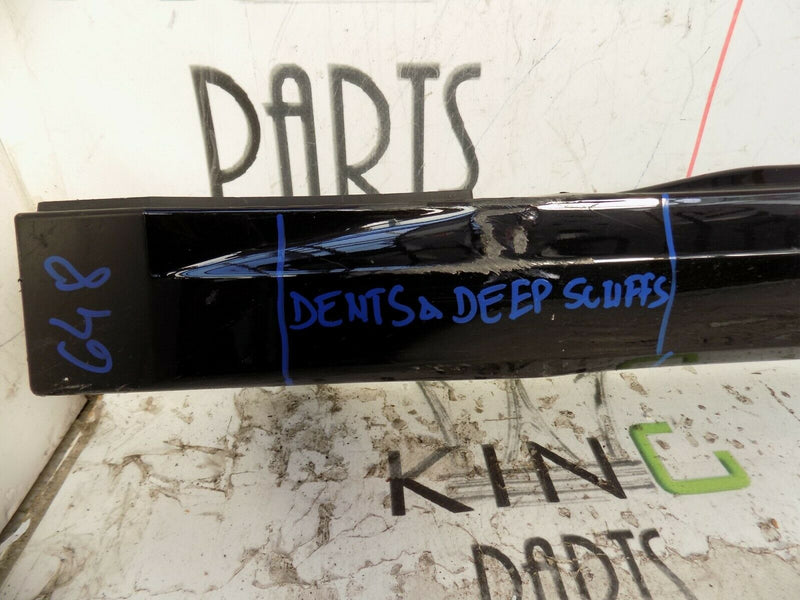 PARTS
648
DENTS & DEEP SCUFFS
KING
PARTS